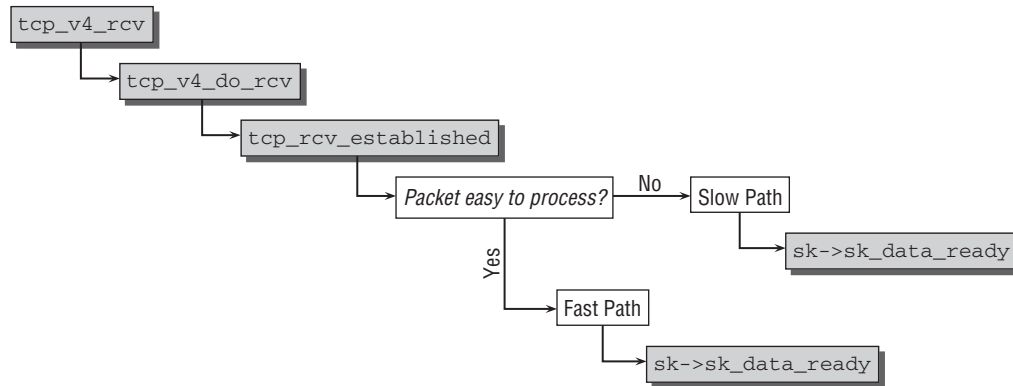 tcp_v4_rcv
tcp_v4_do_rcv
tcp_rcv_established
Packet easy to process?
No
Slow Path
sk->sk_data_ready
Yes
Fast Path
sk->sk_data_ready